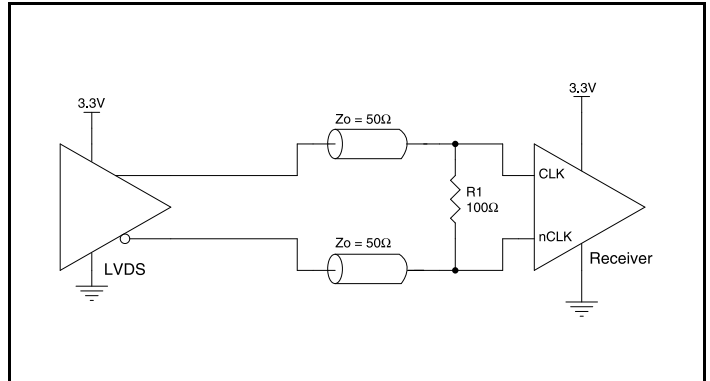 3.3V
3.3V
Zo = 50Ω
CLK
R1
100Ω
nCLK
Zo = 50Ω
Receiver
LVDS